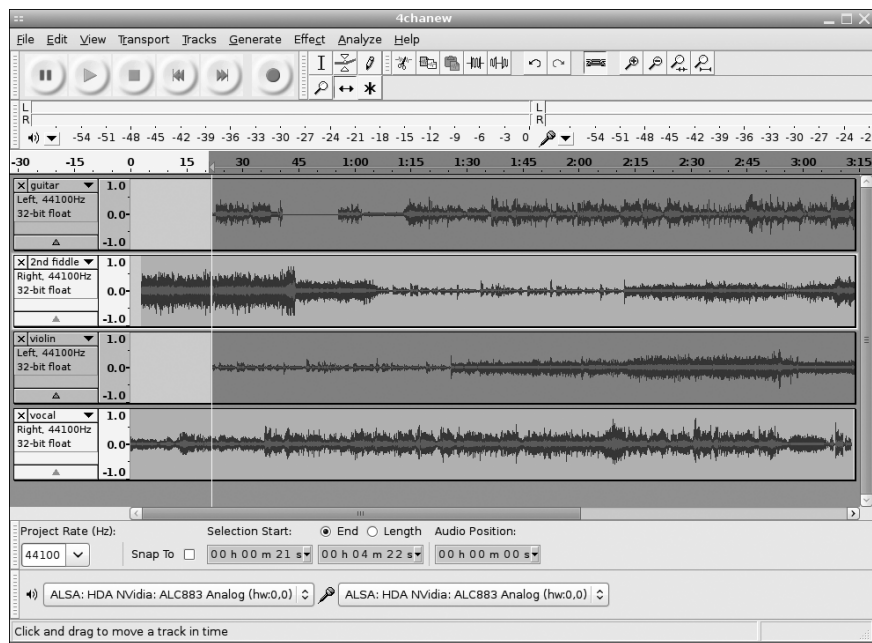 4chanew
File Edit View Transport Tracks Generate Effect Analyze Help
L
R
-54 -51 -48 -45 -42 -39 -36 -33 -30 -27 -24 -21 -18 -15 -12 -9 -6 -3 0
L
R
-54 -51 -48 -45 -42 -39 -36 -33 -30 -27 -24 -2
-30 -15 0 15 30 45 1:00 1:15 1:30 1:45 2:00 2:15 2:30 2:45 3:00 3:15
guitar
Left, 44100Hz
32-bit float
1.0
0.0
-1.0
2nd fiddle
Right, 44100Hz
32-bit float
1.0
0.0
-1.0
violin
Left, 44100Hz
32-bit float
1.0
0.0
-1.0
vocal
Right, 44100Hz
32-bit float
1.0
0.0
-1.0
Project Rate (Hz): Selection Start: End Length Audio Position:
44100 Snap To 00 h 00 m 21 s 00 h 04 m 22 s 00 h 00 m 00 s
ALSA: HDA NVidia: ALC883 Analog (hw:0,0) ALSA: HDA NVidia: ALC883 Analog (hw:0,0)
Click and drag to move a track in time